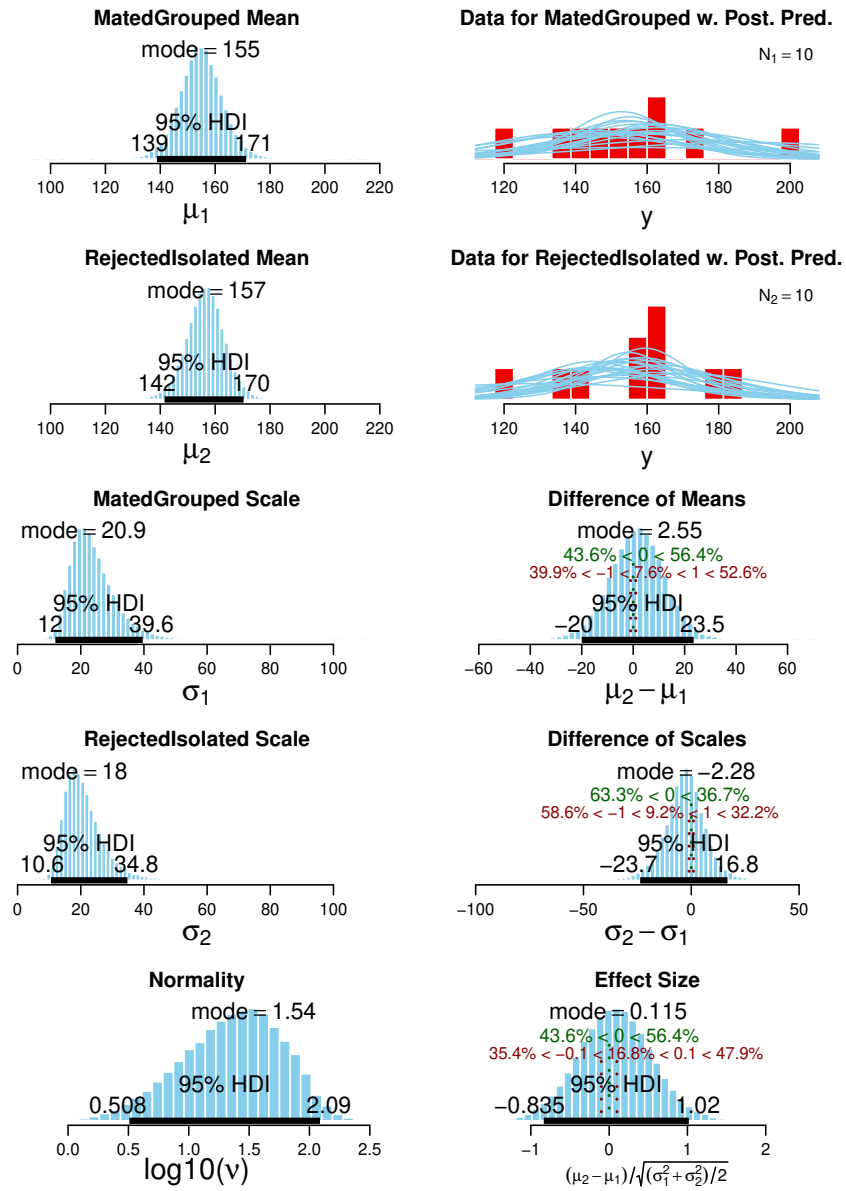 MatedGrouped Mean
mode = 155
95% HDI
139 171
100 120 140 160 180 200 220
μ1
Data for MatedGrouped w. Post. Pred.
N1 = 10
120 140 160 180 200
y
RejectedIsolated Mean
mode = 157
95% HDI
142 170
100 120 140 160 180 200 220
μ2
Data for RejectedIsolated w. Post. Pred.
N2 = 10
120 140 160 180 200
y
MatedGrouped Scale
mode = 20.9
95% HDI
12 39.6
0 20 40 60 80 100
σ1
Difference of Means
mode = 2.55
43.6% < 0 < 56.4%
39.9% < −1 < 7.6% < 1 < 52.6%
95% HDI
−20 23.5
−60 −40 −20 0 20 40 60
μ2 − μ1
RejectedIsolated Scale
mode = 18
95% HDI
10.6 34.8
0 20 40 60 80 100
σ2
Difference of Scales
mode = −2.28
63.3% < 0 < 36.7%
58.6% < −1 < 9.2% < 1 < 32.2%
95% HDI
−23.7 16.8
−100 −50 0 50
σ2 − σ1
Normality
mode = 1.54
95% HDI
0.508 2.09
0.0 0.5 1.0 1.5 2.0 2.5
log10(ν)
Effect Size
mode = 0.115
43.6% < 0 < 56.4%
35.4% < −0.1 < 16.8% < 0.1 < 47.9%
95% HDI
−0.835 1.02
−1 0 1 2
(μ2 − μ1)/√(σ1² + σ2²)/2